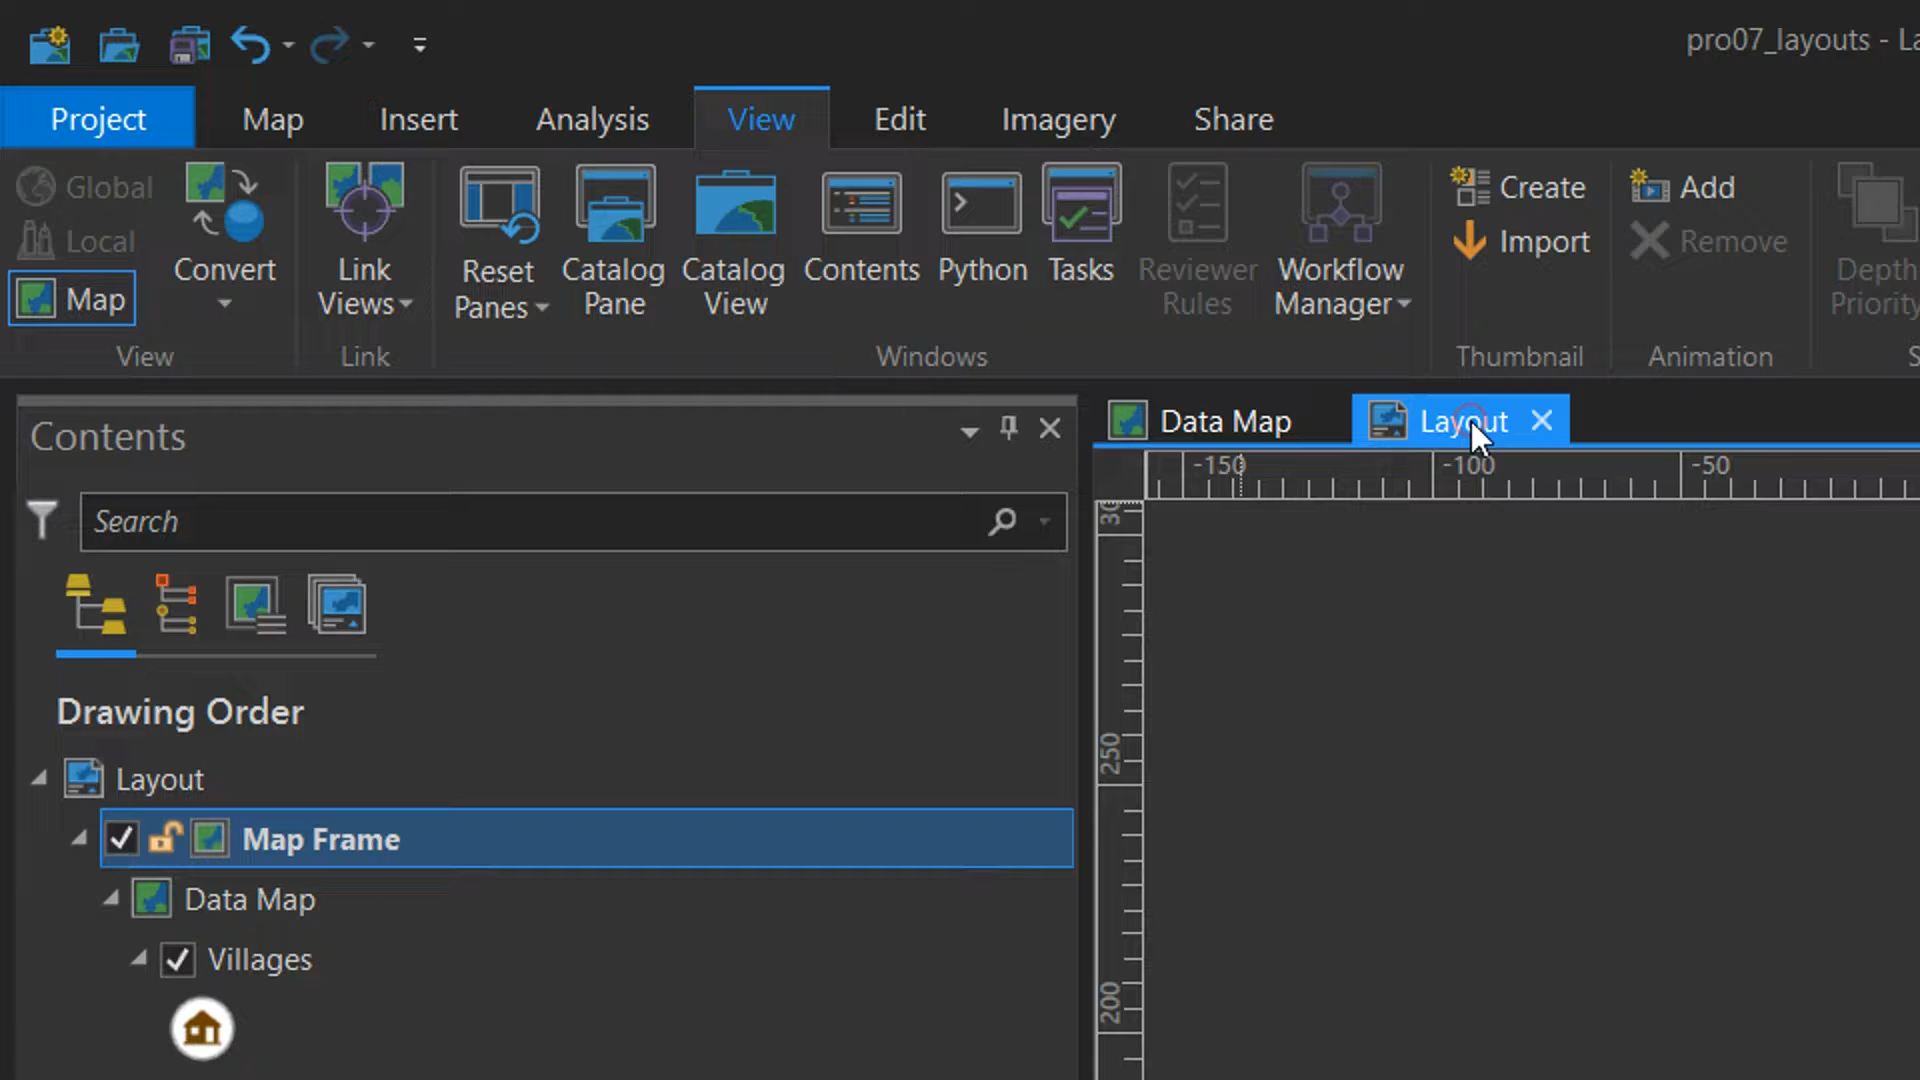 pro07_layouts - La
Project Map Insert Analysis View Edit Imagery Share
Global
Local
Map
Convert
Link
Views
Reset
Panes
Catalog
Pane
Catalog
View
Contents
Python
Tasks
Reviewer
Rules
Workflow
Manager
Create
Import
Add
Remove
Depth
Priority
View Link Windows Thumbnail Animation S
Contents
Data Map
Layout
-150 -100 -50
Search
30
250
200
Drawing Order
Layout
Map Frame
Data Map
Villages